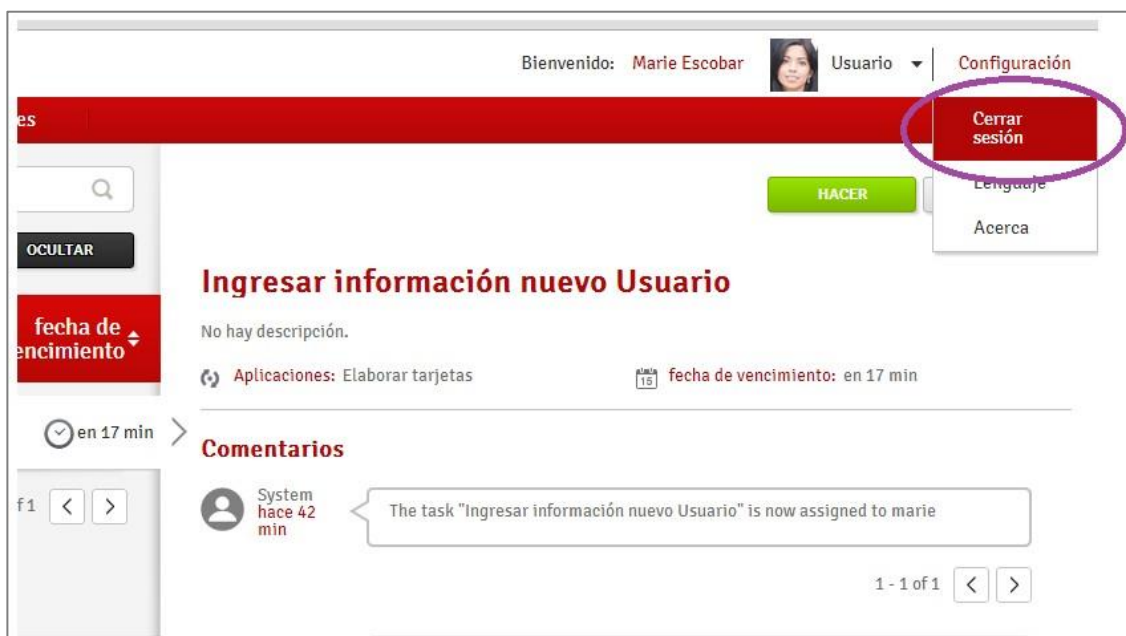 Bienvenido: Marie Escobar Usuario Configuración
es
Cerrar
sesión
Lenguaje
Acerca
HACER
OCULTAR
Ingresar información nuevo Usuario
No hay descripción.
fecha de
encimiento
Aplicaciones: Elaborar tarjetas
15 fecha de vencimiento: en 17 min
en 17 min
Comentarios
System
hace 42
min
The task "Ingresar información nuevo Usuario" is now assigned to marie
f 1
1 - 1 of 1